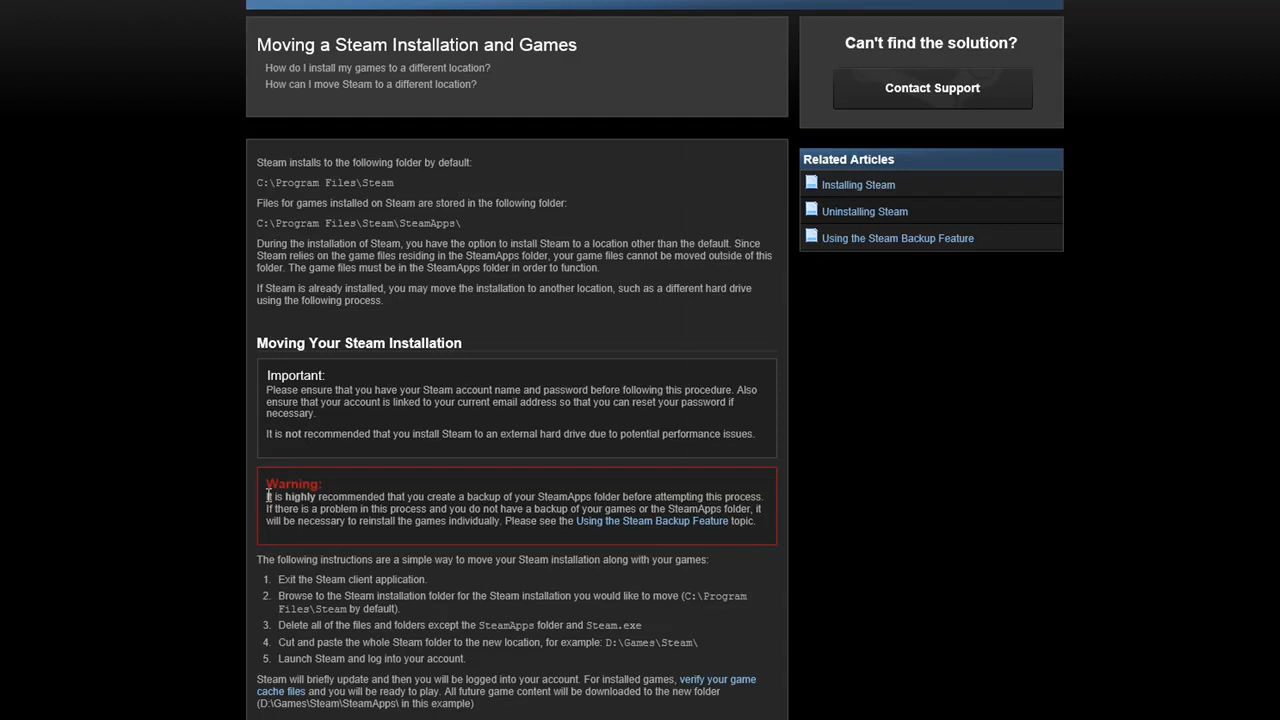 Moving a Steam Installation and Games
How do I install my games to a different location?
How can I move Steam to a different location?
Can't find the solution?
Contact Support
Related Articles
Installing Steam
Uninstalling Steam
Using the Steam Backup Feature
Steam installs to the following folder by default:
C:\Program Files\Steam
Files for games installed on Steam are stored in the following folder:
C:\Program Files\Steam\SteamApps\
During the installation of Steam, you have the option to install Steam to a location other than the default. Since
Steam relies on the game files residing in the SteamApps folder, your game files cannot be moved outside of this
folder. The game files must be in the SteamApps folder in order to function.
If Steam is already installed, you may move the installation to another location, such as a different hard drive
using the following process.
Moving Your Steam Installation
Important:
Please ensure that you have your Steam account name and password before following this procedure. Also
ensure that your account is linked to your current email address so that you can reset your password if
necessary.
It is not recommended that you install Steam to an external hard drive due to potential performance issues.
Warning:
It is highly recommended that you create a backup of your SteamApps folder before attempting this process.
If there is a problem in this process and you do not have a backup of your games or the SteamApps folder, it
will be necessary to reinstall the games individually. Please see the Using the Steam Backup Feature topic.
The following instructions are a simple way to move your Steam installation along with your games:
1. Exit the Steam client application.
2. Browse to the Steam installation folder for the Steam installation you would like to move (C:\Program
Files\Steam by default).
3. Delete all of the files and folders except the SteamApps folder and Steam.exe
4. Cut and paste the whole Steam folder to the new location, for example: D:\Games\Steam\
5. Launch Steam and log into your account.
Steam will briefly update and then you will be logged into your account. For installed games, verify your game
cache files and you will be ready to play. All future game content will be downloaded to the new folder
(D:\Games\Steam\SteamApps\ in this example)